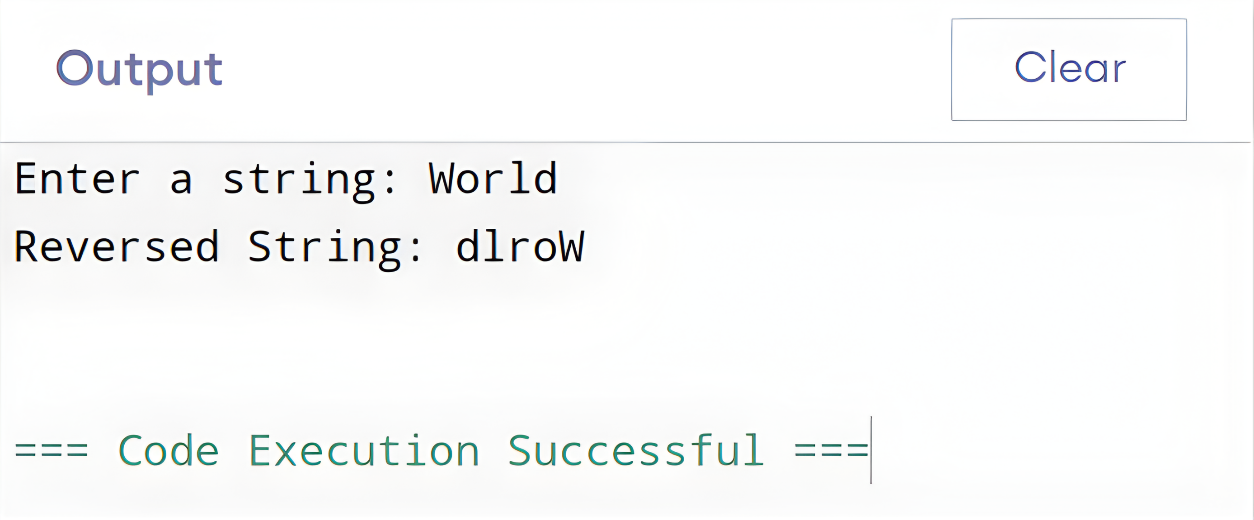 Output
Clear
Enter a string: World
Reversed String: dlroW
=== Code Execution Successful ===